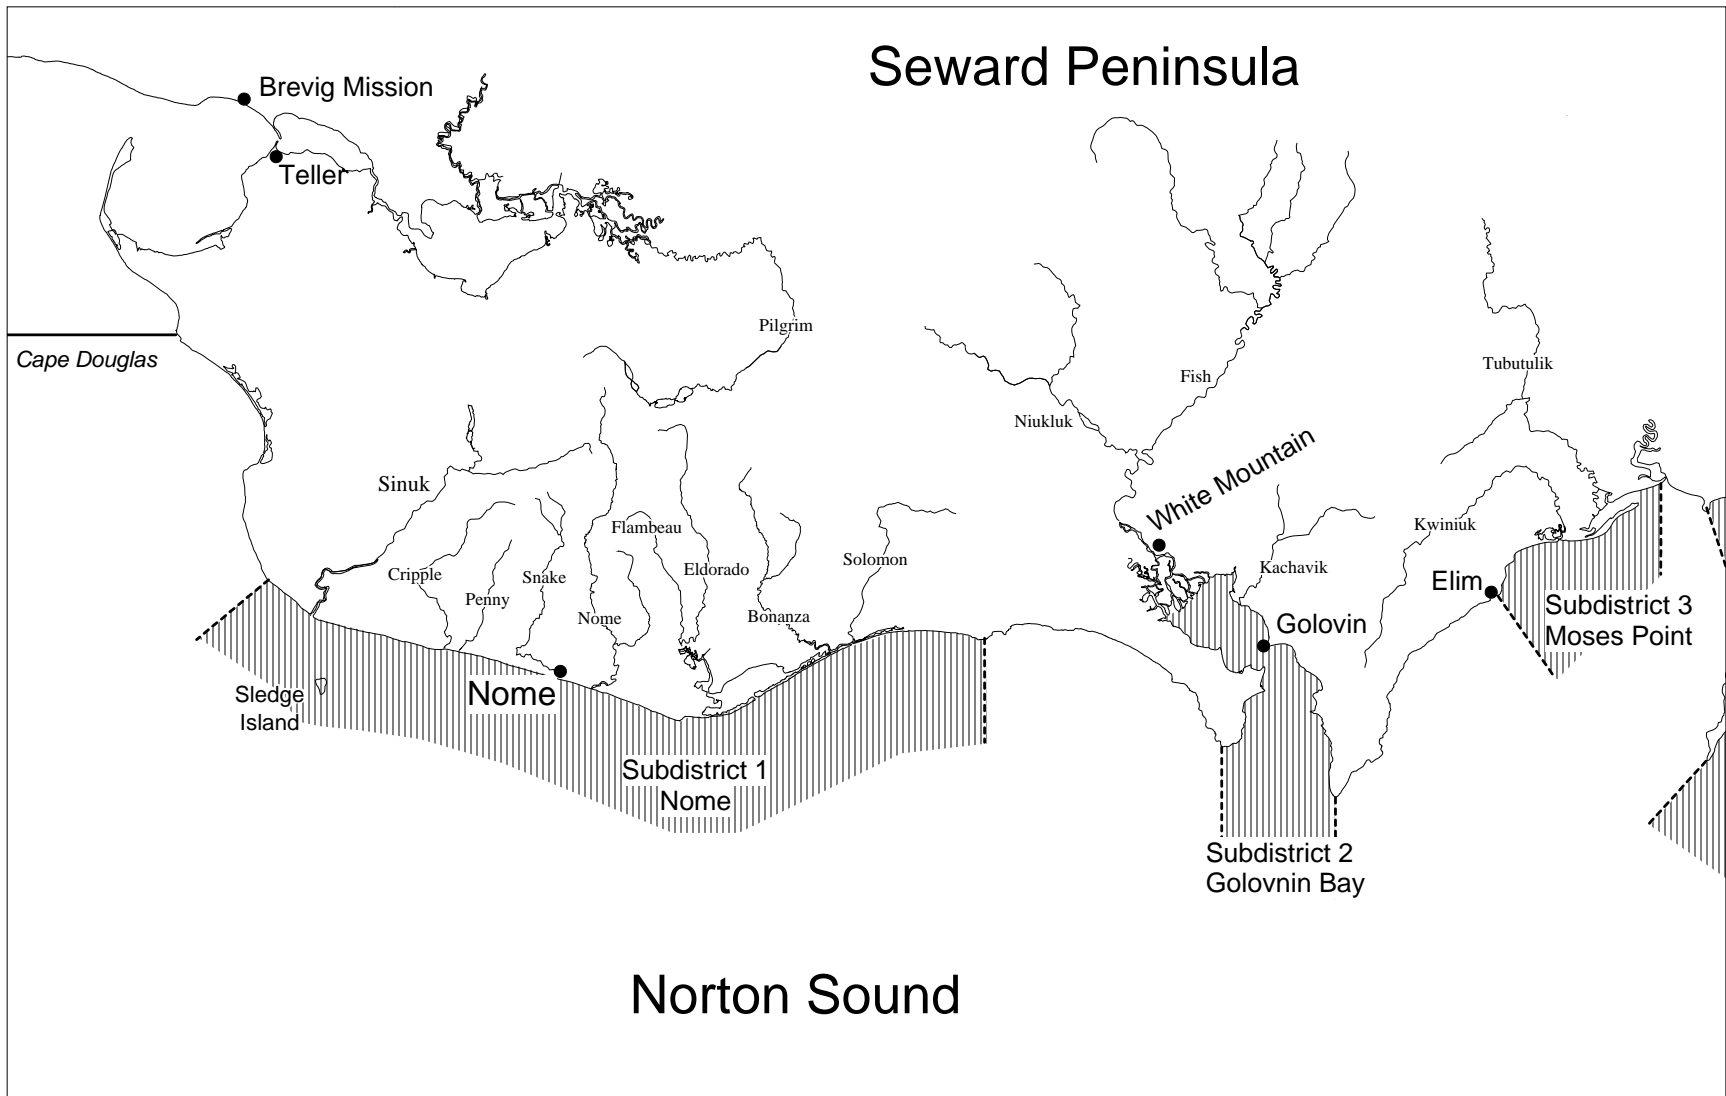 Seward Peninsula
Brevig Mission
Teller
Pilgrim
Cape Douglas
Fish
Tubutulik
Niukluk
White Mountain
Sinuk
Flambeau
Kwiniuk
Cripple
Snake
Eldorado
Solomon
Kachavik
Elim
Penny
Nome
Bonanza
Golovin
Subdistrict 3
Moses Point
Sledge
Island
Nome
Subdistrict 1
Nome
Subdistrict 2
Golovnin Bay
Norton Sound